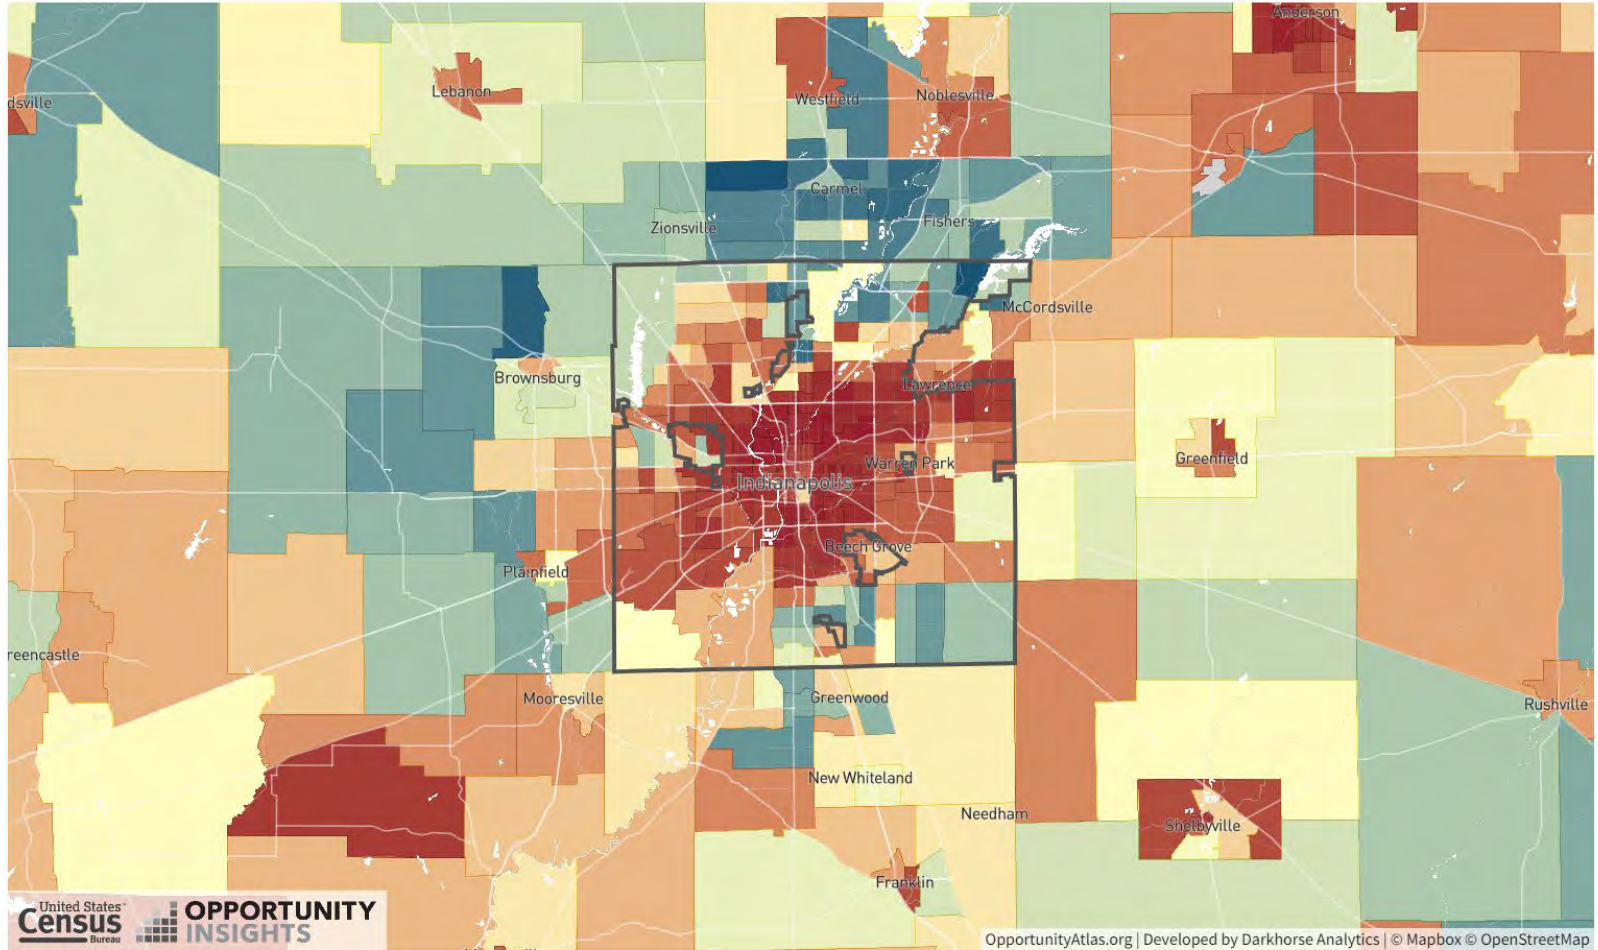 Anderson
Lebanon
Westfield
Noblesville
dsville
Carmel
Zionsville
Fishers
McCordsville
Brownsburg
Lawrence
Greenfield
Warren Park
Indianapolis
Beech Grove
Plainfield
reencastle
Mooresville
Greenwood
Rushville
New Whiteland
Needham
Shelbyville
Franklin
United States™
Census
Bureau
OPPORTUNITY
INSIGHTS
OpportunityAtlas.org | Developed by Darkhorse Analytics | © Mapbox © OpenStreetMap